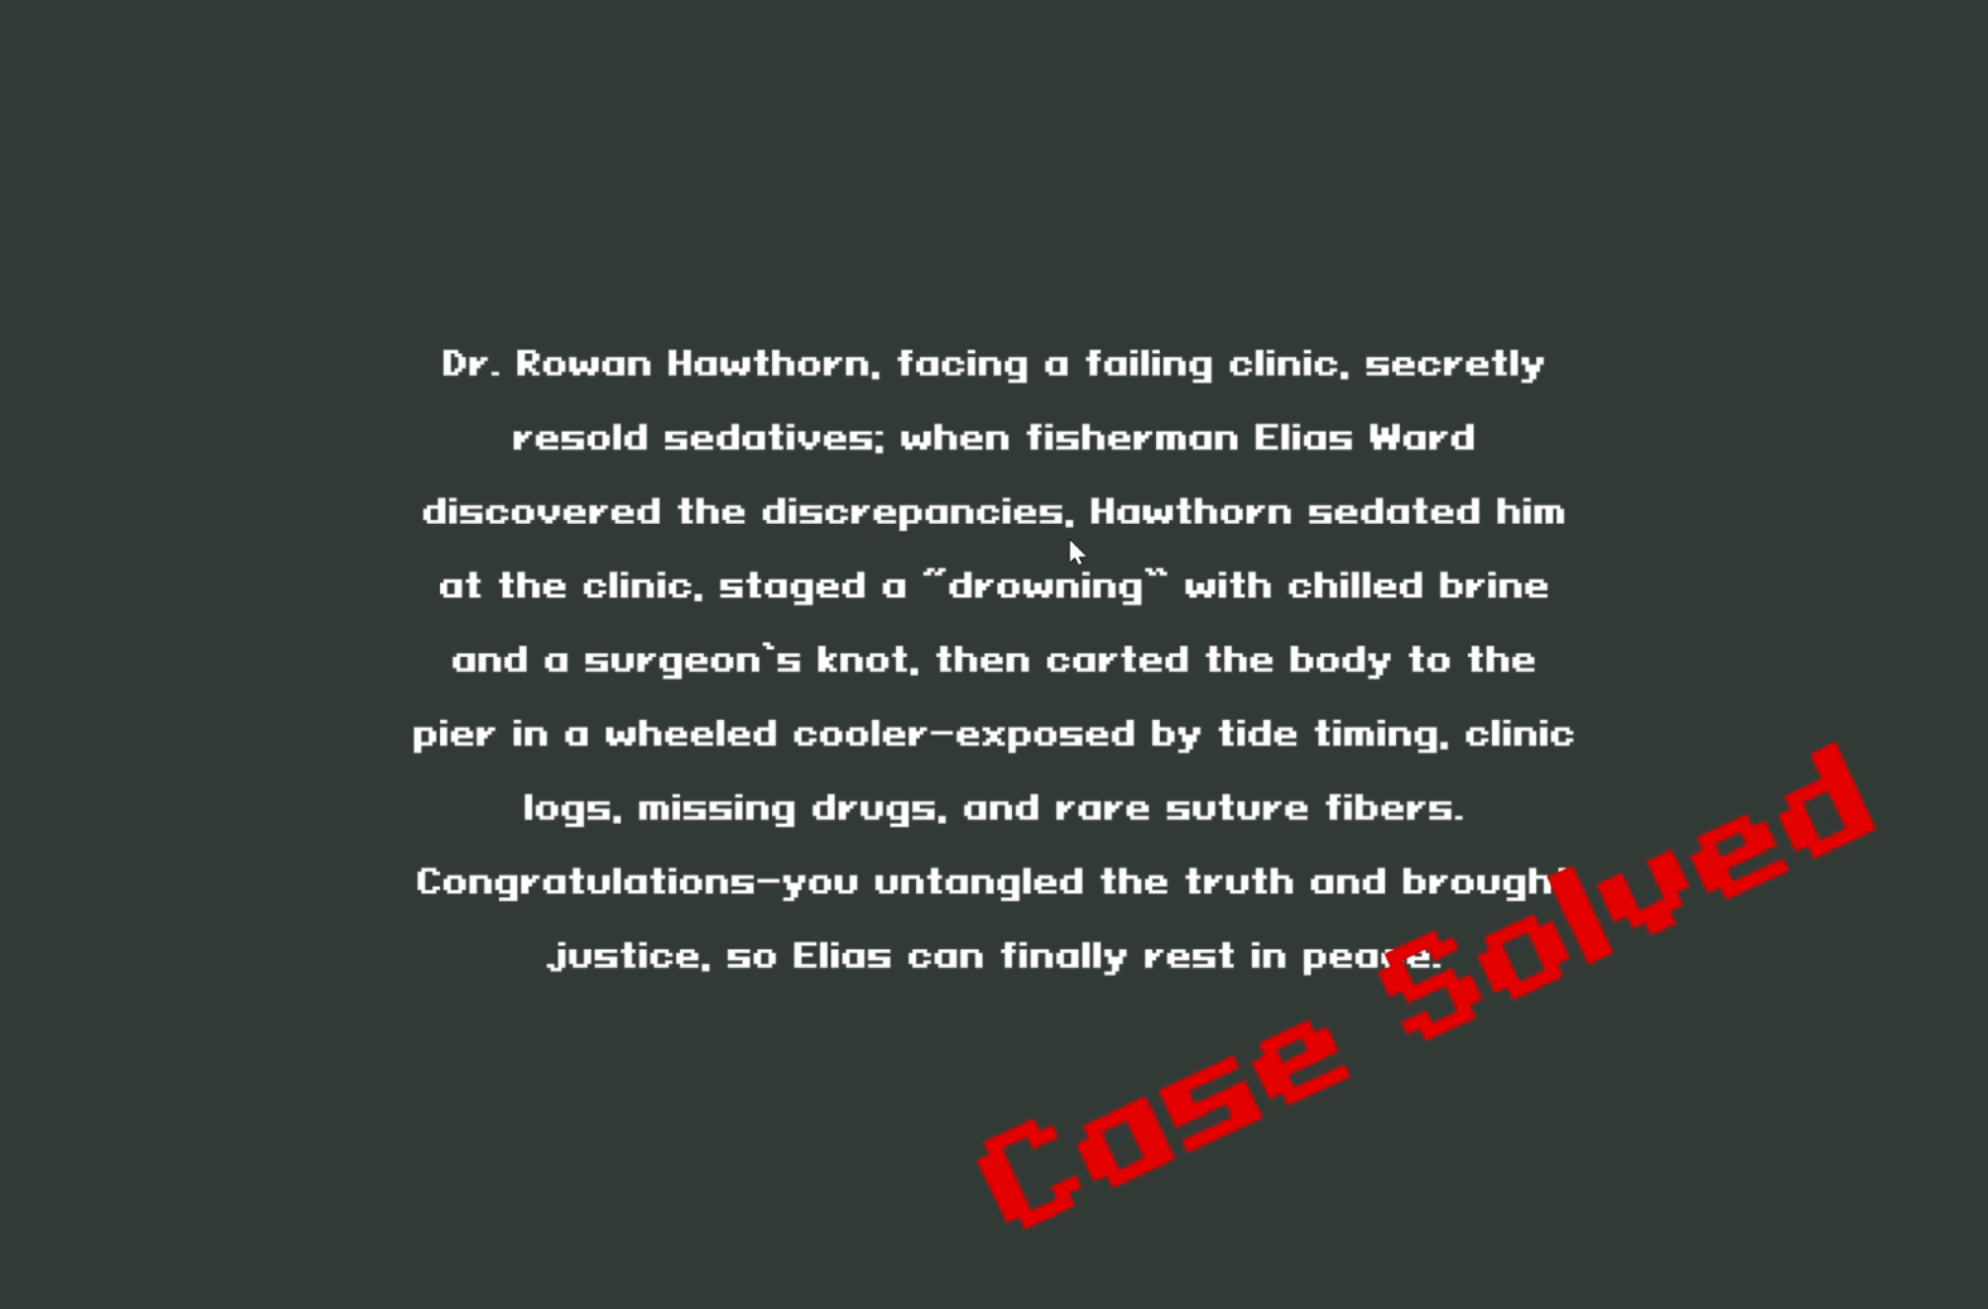 Dr. Rowan Hawthorn, facing a failing clinic, secretly
resold sedatives; when fisherman Elias Ward
discovered the discrepancies, Hawthorn sedated him
at the clinic, staged a “drowning” with chilled brine
and a surgeon’s knot, then carted the body to the
pier in a wheeled cooler—exposed by tide timing, clinic
logs, missing drugs, and rare suture fibers.
Congratulations—you untangled the truth and brought
justice, so Elias can finally rest in peace.
Case Solved